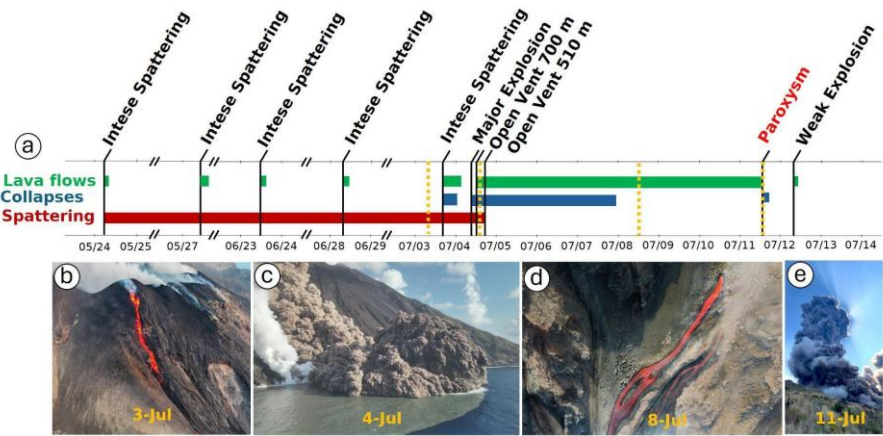 Intese Spattering
Intese Spattering
Intese Spattering
Intese Spattering
Intese Spattering
Major Explosion
Open Vent 700 m
Open Vent 510 m
Paroxysm
Weak Explosion
a
Lava flows
Collapses
Spattering
05/24 05/25 05/27 06/23 06/24 06/28 06/29 07/03 07/04 07/05 07/06 07/07 07/08 07/09 07/10 07/11 07/12 07/13 07/14
b
c
d
e
3-Jul
4-Jul
8-Jul
11-Jul